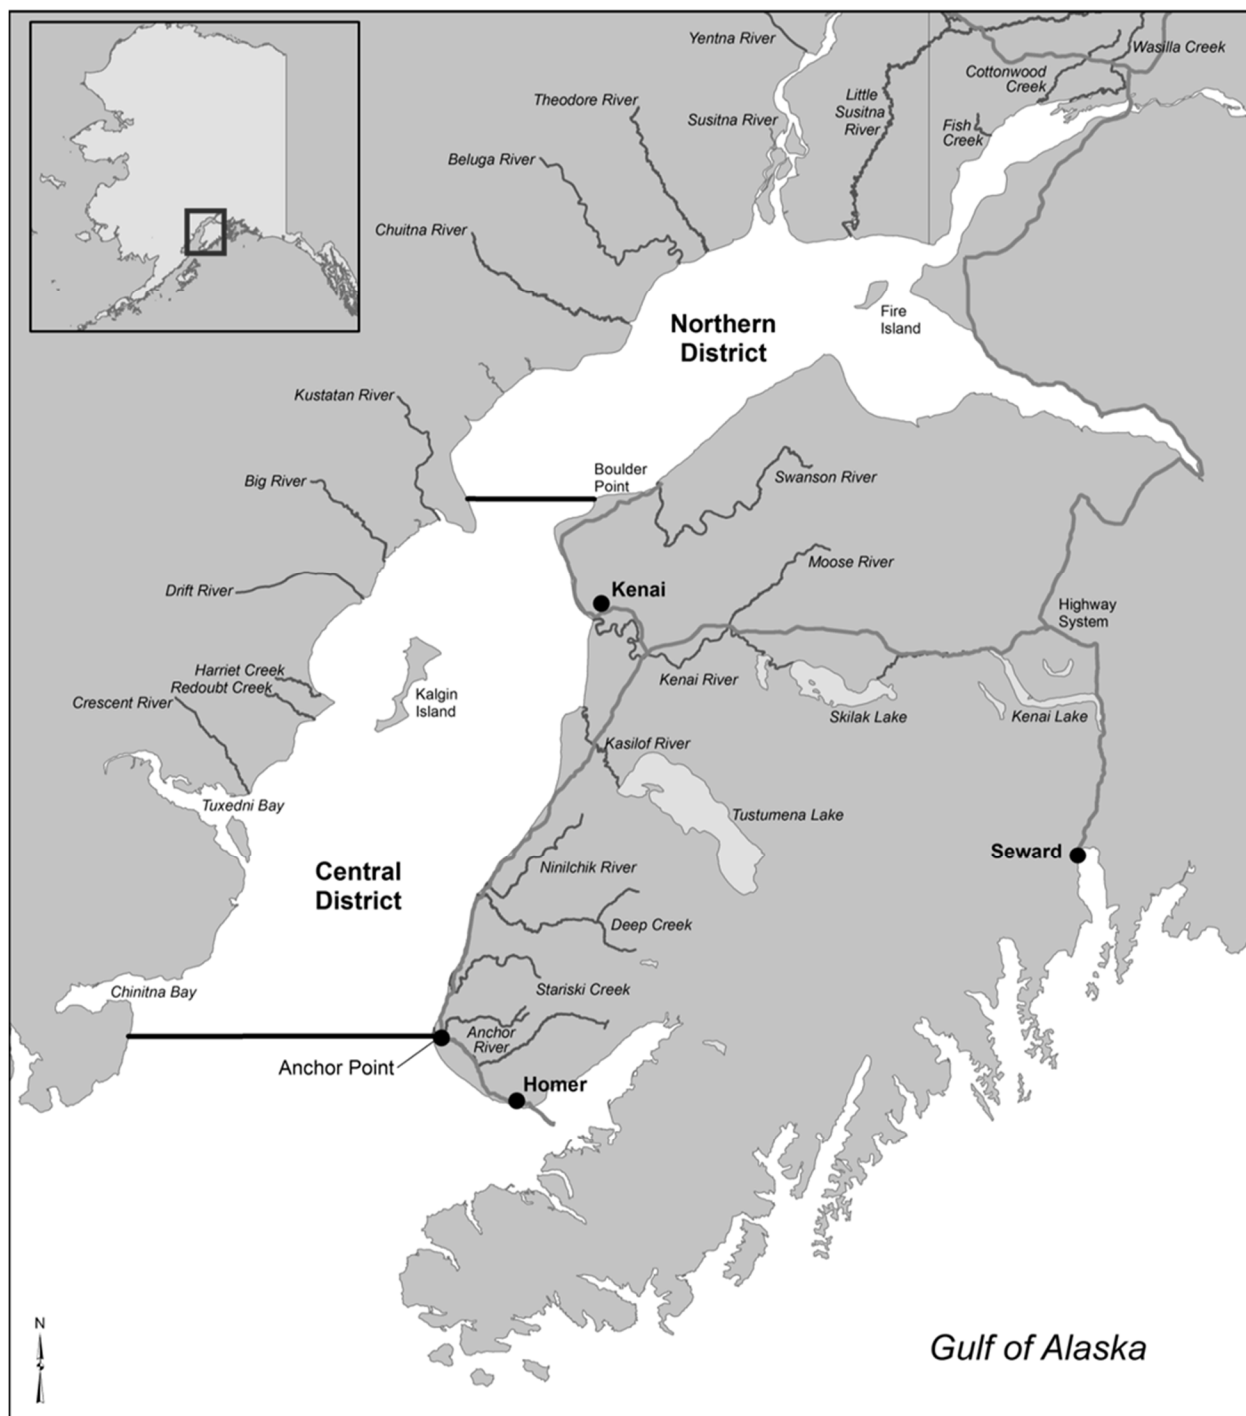 Yentna River
Wasilla Creek
Cottonwood
Creek
Theodore River
Little
Susitna
River
Susitna River
Fish
Creek
Beluga River
Chuitna River
Northern
District
Fire
Island
Kustatan River
Boulder
Point
Swanson River
Big River
Moose River
Drift River
Kenai
Highway
System
Harriet Creek
Redoubt Creek
Crescent River
Kalgin
Island
Kenai River
Skilak Lake
Kenai Lake
Kasilof River
Tuxedni Bay
Tustumena Lake
Seward
Central
District
Ninilchik River
Deep Creek
Chinitna Bay
Stariski Creek
Anchor
River
Anchor Point
Homer
N
Gulf of Alaska